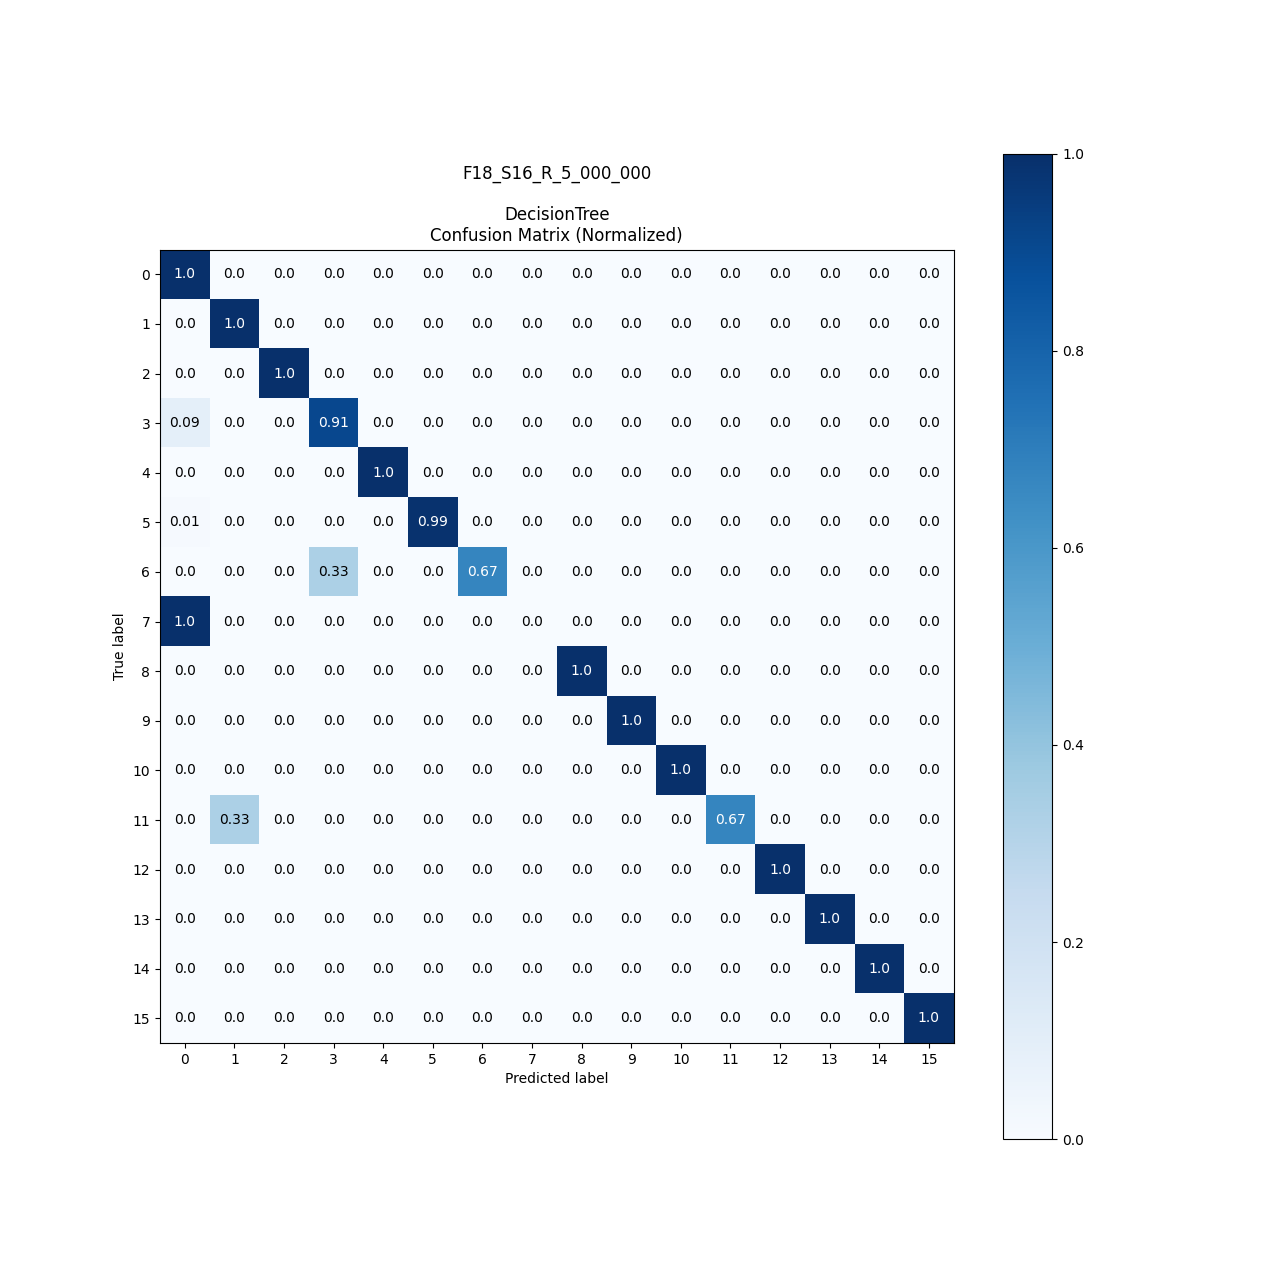 F18_S16_R_5_000_000
DecisionTree
Confusion Matrix (Normalized)
0 1.0 0.0 0.0 0.0 0.0 0.0 0.0 0.0 0.0 0.0 0.0 0.0 0.0 0.0 0.0 0.0
1 0.0 1.0 0.0 0.0 0.0 0.0 0.0 0.0 0.0 0.0 0.0 0.0 0.0 0.0 0.0 0.0
2 0.0 0.0 1.0 0.0 0.0 0.0 0.0 0.0 0.0 0.0 0.0 0.0 0.0 0.0 0.0 0.0
3 0.09 0.0 0.0 0.91 0.0 0.0 0.0 0.0 0.0 0.0 0.0 0.0 0.0 0.0 0.0 0.0
4 0.0 0.0 0.0 0.0 1.0 0.0 0.0 0.0 0.0 0.0 0.0 0.0 0.0 0.0 0.0 0.0
5 0.01 0.0 0.0 0.0 0.0 0.99 0.0 0.0 0.0 0.0 0.0 0.0 0.0 0.0 0.0 0.0
6 0.0 0.0 0.0 0.33 0.0 0.0 0.67 0.0 0.0 0.0 0.0 0.0 0.0 0.0 0.0 0.0
7 1.0 0.0 0.0 0.0 0.0 0.0 0.0 0.0 0.0 0.0 0.0 0.0 0.0 0.0 0.0 0.0
8 0.0 0.0 0.0 0.0 0.0 0.0 0.0 0.0 1.0 0.0 0.0 0.0 0.0 0.0 0.0 0.0
9 0.0 0.0 0.0 0.0 0.0 0.0 0.0 0.0 0.0 1.0 0.0 0.0 0.0 0.0 0.0 0.0
10 0.0 0.0 0.0 0.0 0.0 0.0 0.0 0.0 0.0 0.0 1.0 0.0 0.0 0.0 0.0 0.0
11 0.0 0.33 0.0 0.0 0.0 0.0 0.0 0.0 0.0 0.0 0.0 0.67 0.0 0.0 0.0 0.0
12 0.0 0.0 0.0 0.0 0.0 0.0 0.0 0.0 0.0 0.0 0.0 0.0 1.0 0.0 0.0 0.0
13 0.0 0.0 0.0 0.0 0.0 0.0 0.0 0.0 0.0 0.0 0.0 0.0 0.0 1.0 0.0 0.0
14 0.0 0.0 0.0 0.0 0.0 0.0 0.0 0.0 0.0 0.0 0.0 0.0 0.0 0.0 1.0 0.0
15 0.0 0.0 0.0 0.0 0.0 0.0 0.0 0.0 0.0 0.0 0.0 0.0 0.0 0.0 0.0 1.0
0 1 2 3 4 5 6 7 8 9 10 11 12 13 14 15
Predicted label
True label
1.0
0.8
0.6
0.4
0.2
0.0